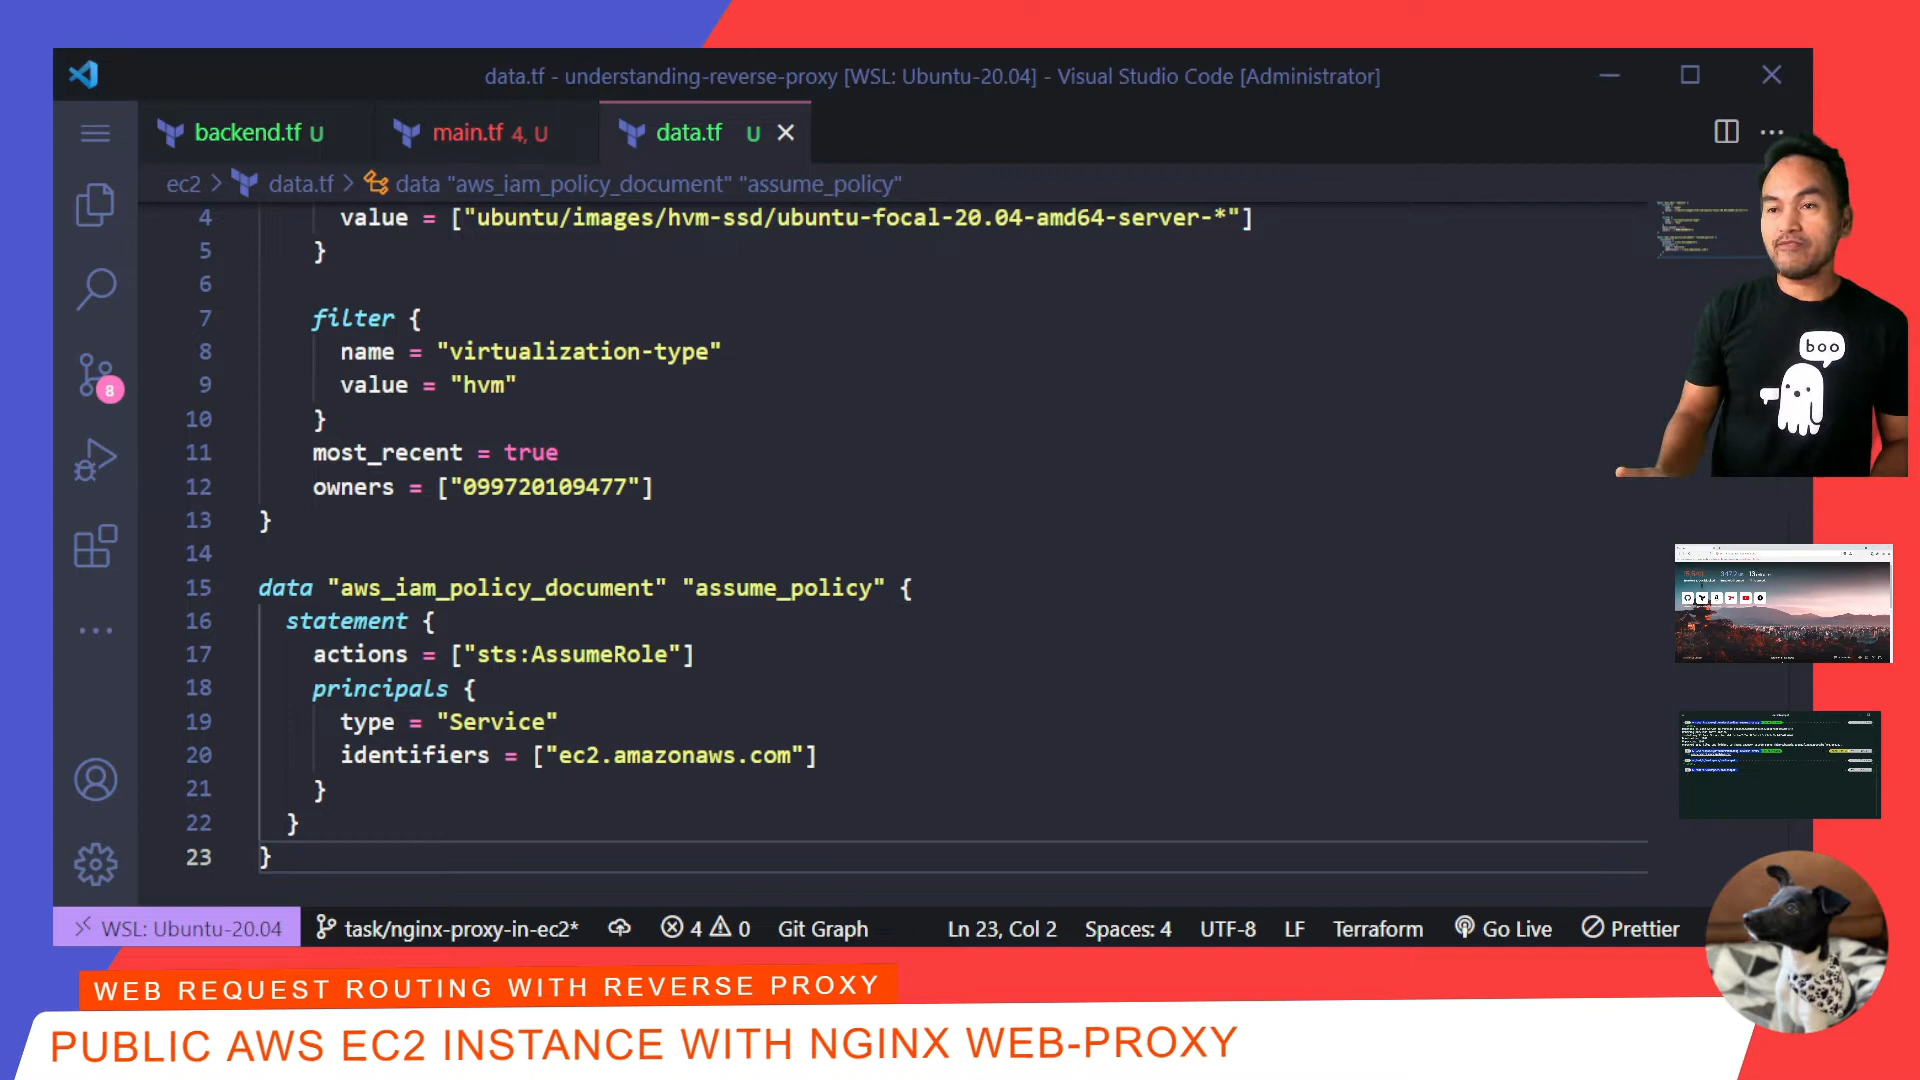 data.tf - understanding-reverse-proxy [WSL: Ubuntu-20.04] - Visual Studio Code [Administrator]
backend.tf U
main.tf 4, U
data.tf U
ec2 > data.tf > data "aws_iam_policy_document" "assume_policy"
4 value = ["ubuntu/images/hvm-ssd/ubuntu-focal-20.04-amd64-server-*"]
5 }
6
7 filter {
8 name = "virtualization-type"
9 value = "hvm"
10 }
11 most_recent = true
12 owners = ["099720109477"]
13 }
14
15 data "aws_iam_policy_document" "assume_policy" {
16 statement {
17 actions = ["sts:AssumeRole"]
18 principals {
19 type = "Service"
20 identifiers = ["ec2.amazonaws.com"]
21 }
22 }
23 }
8
boo
WSL: Ubuntu-20.04
task/nginx-proxy-in-ec2*
4 0
Git Graph
Ln 23, Col 2
Spaces: 4
UTF-8
LF
Terraform
Go Live
Prettier
WEB REQUEST ROUTING WITH REVERSE PROXY
PUBLIC AWS EC2 INSTANCE WITH NGINX WEB-PROXY